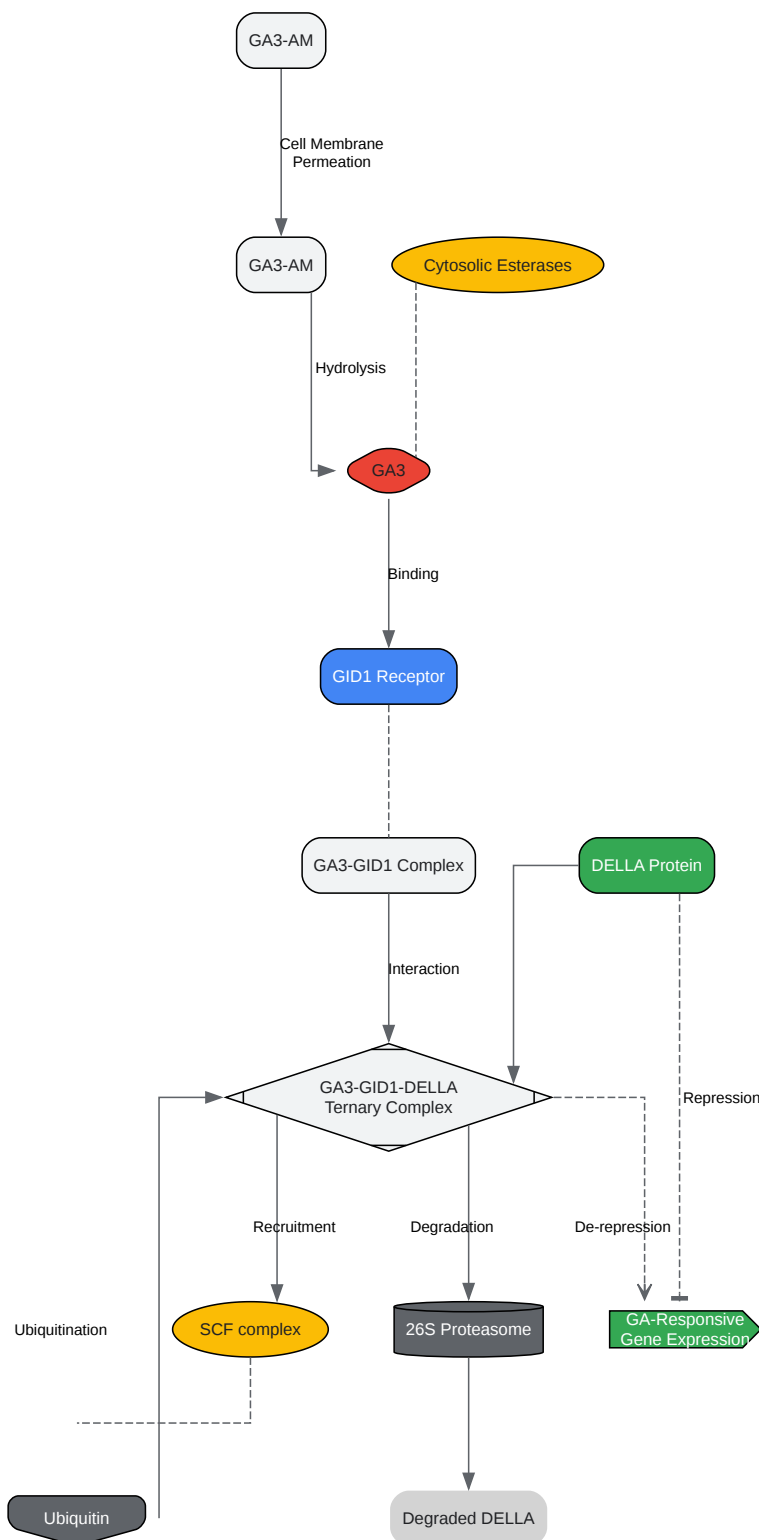 GA3-AM
Cell Membrane
Permeation
GA3-AM
Cytosolic Esterases
Hydrolysis
GA3
Binding
GID1 Receptor
GA3-GID1 Complex
DELLA Protein
Interaction
GA3-GID1-DELLA
Ternary Complex
Repression
Recruitment
Degradation
De-repression
Ubiquitination
SCF complex
26S Proteasome
GA-Responsive
Gene Expression
Ubiquitin
Degraded DELLA